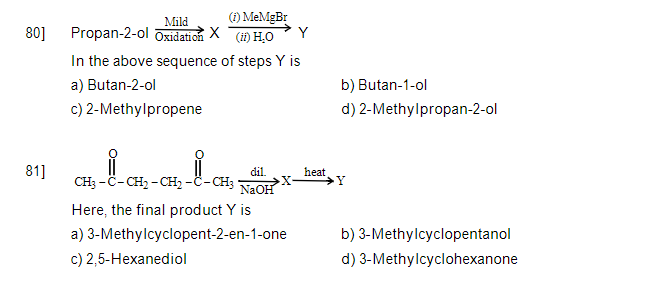 80] Propan-2-ol Mild Oxidation X (i) MeMgBr (ii) H₂O Y
In the above sequence of steps Y is
a) Butan-2-ol b) Butan-1-ol
c) 2-Methylpropene d) 2-Methylpropan-2-ol
81] CH₃ – C(=O) – CH₂ – CH₂ – C(=O) – CH₃ dil. NaOH X heat Y
Here, the final product Y is
a) 3-Methylcyclopent-2-en-1-one b) 3-Methylcyclopentanol
c) 2,5-Hexanediol d) 3-Methylcyclohexanone